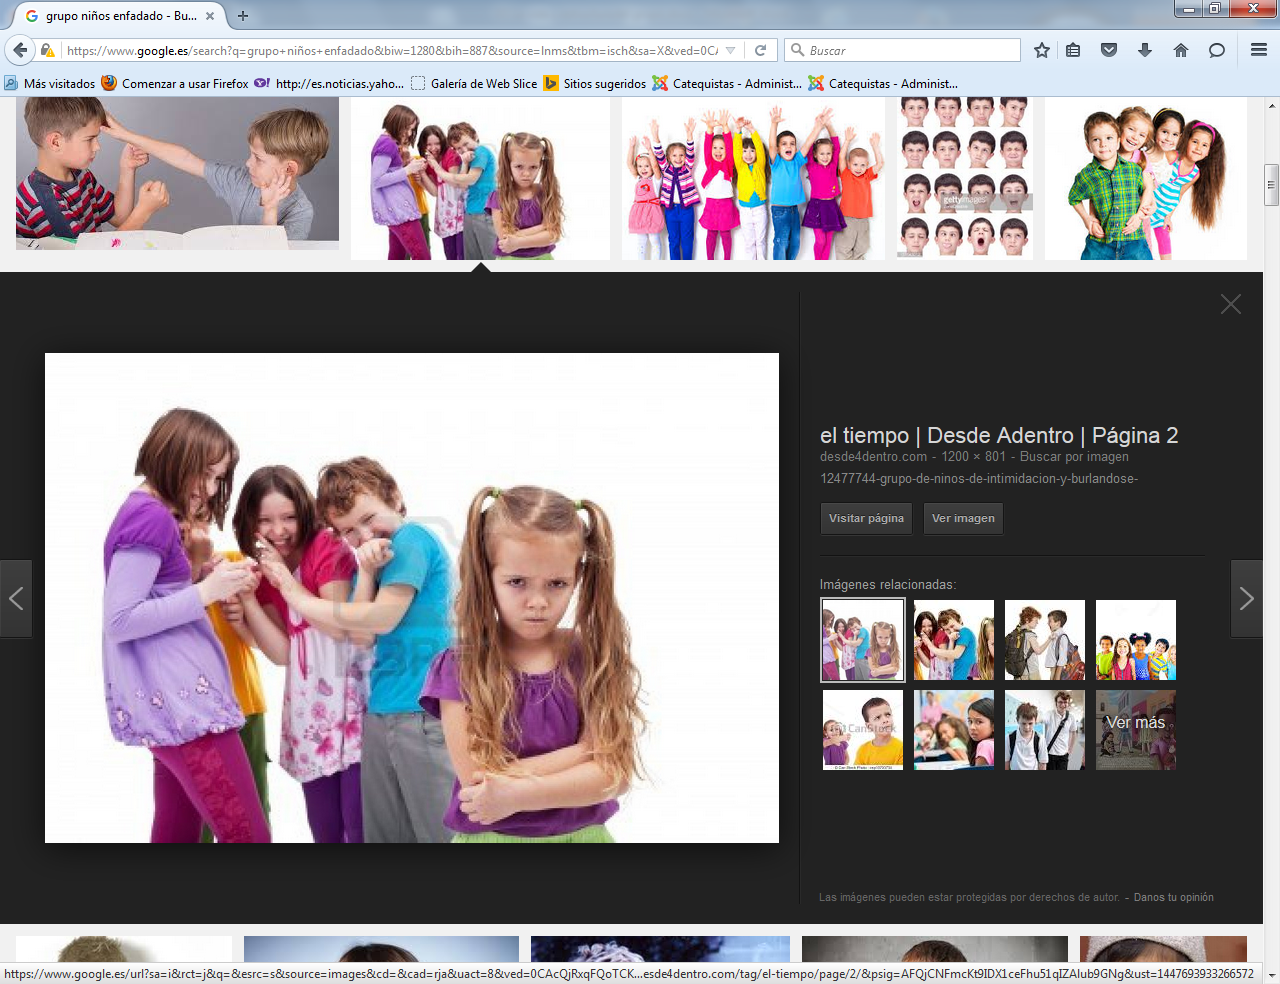 grupo niños enfadado - Bu...
https://www.google.es/search?q=grupo+niños+enfadado&biw=1280&bih=887&source=lnms&tbm=isch&sa=X&ved=0CA
Buscar
Más visitados
Comenzar a usar Firefox
http://es.noticias.yaho...
Galería de Web Slice
Sitios sugeridos
Catequistas - Administ...
Catequistas - Administ...
gettyimages
el tiempo | Desde Adentro | Página 2
desde4dentro.com - 1200 × 801 - Buscar por imagen
12477744-grupo-de-ninos-de-intimidacion-y-burlandose-
Visitar página
Ver imagen
Imágenes relacionadas:
CanStock
Ver más
Las imágenes pueden estar protegidas por derechos de autor. - Danos tu opinión
https://www.google.es/url?sa=i&rct=j&q=&esrc=s&source=images&cd=&cad=rja&uact=8&ved=0CAcQjRxqFQoTCK...esde4dentro.com/tag/el-tiempo/page/2/&psig=AFQjCNFmcKt9IDX1ceFhu51qIZAlub9GNg&ust=1447693933266572